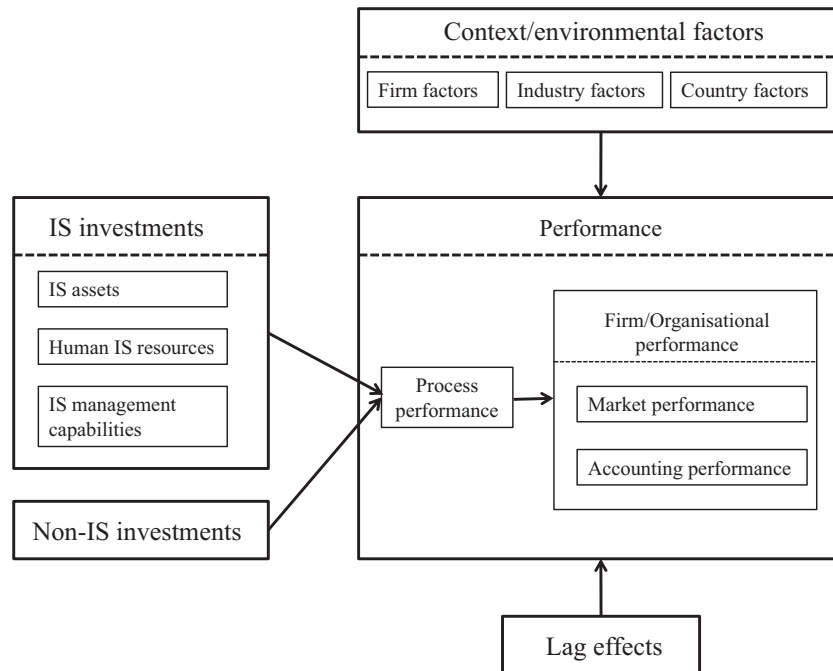 Context/environmental factors
Firm factors
Industry factors
Country factors
IS investments
IS assets
Human IS resources
IS management
capabilities
Non-IS investments
Performance
Process
performance
Firm/Organisational
performance
Market performance
Accounting performance
Lag effects